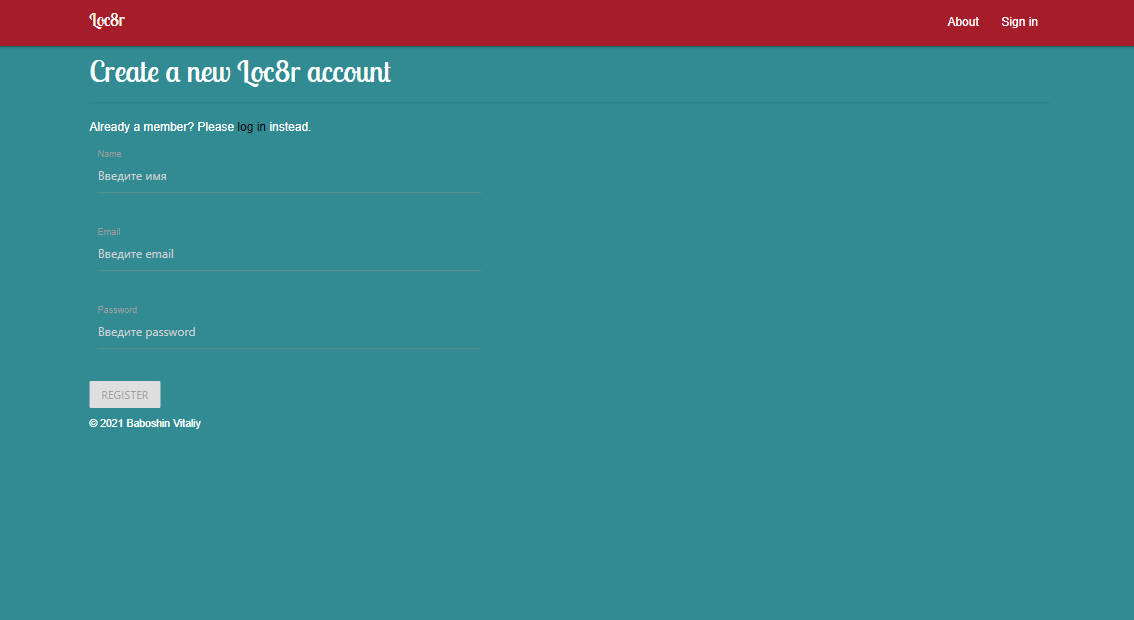 Loc8r
About
Sign in
Create a new Loc8r account
Already a member? Please log in instead.
Name
Введите имя
Email
Введите email
Password
Введите password
REGISTER
© 2021 Baboshin Vitaliy